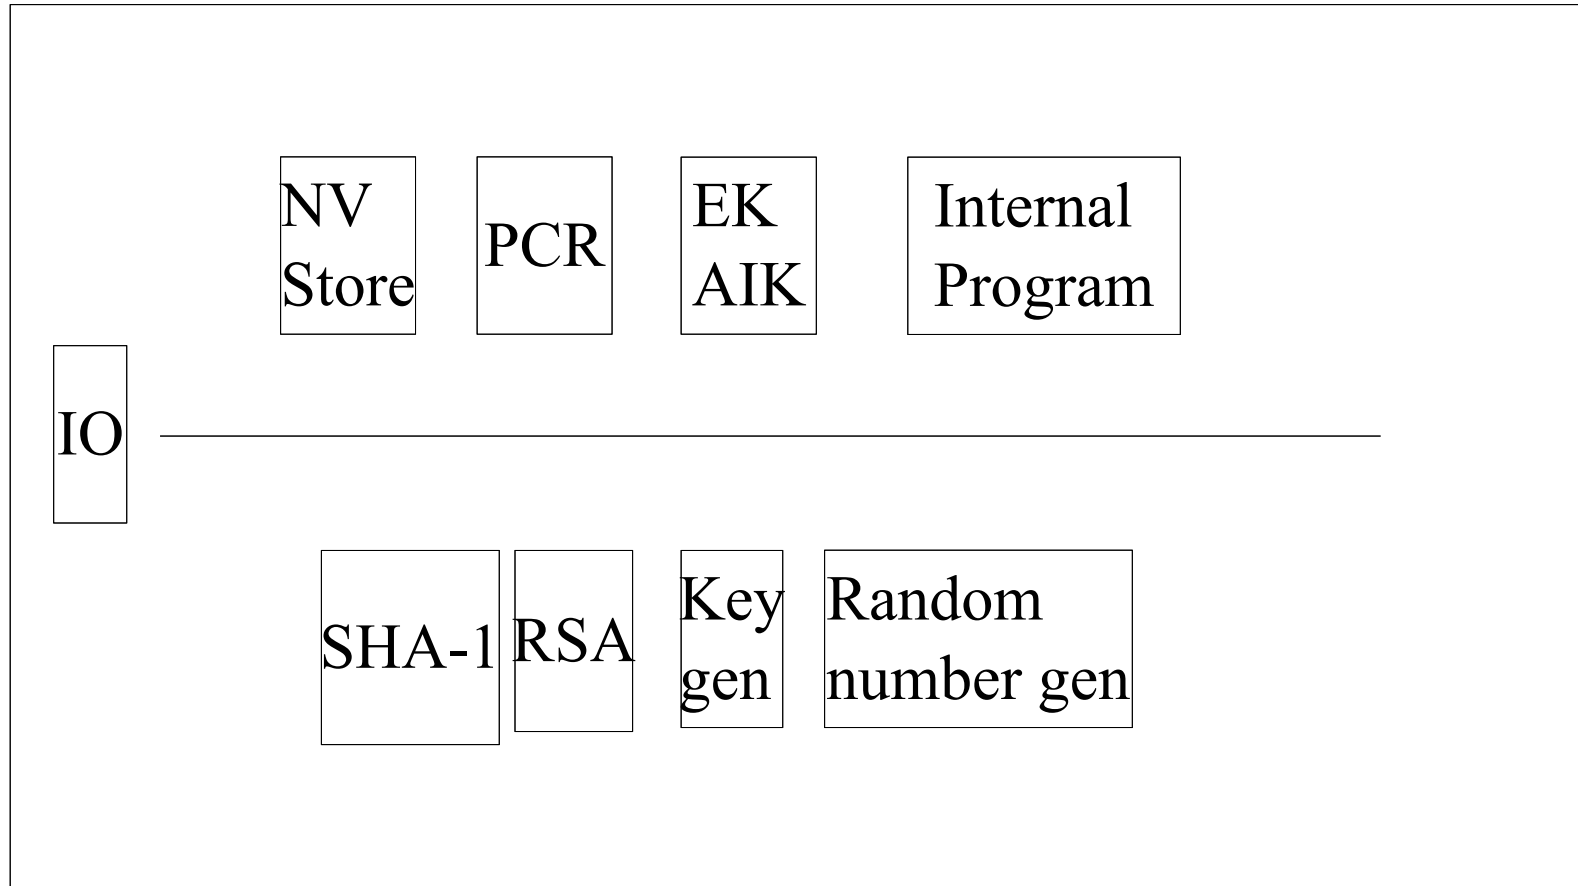 NV
Store
PCR
EK
AIK
Internal
Program
IO
SHA-1
RSA
Key
gen
Random
number gen